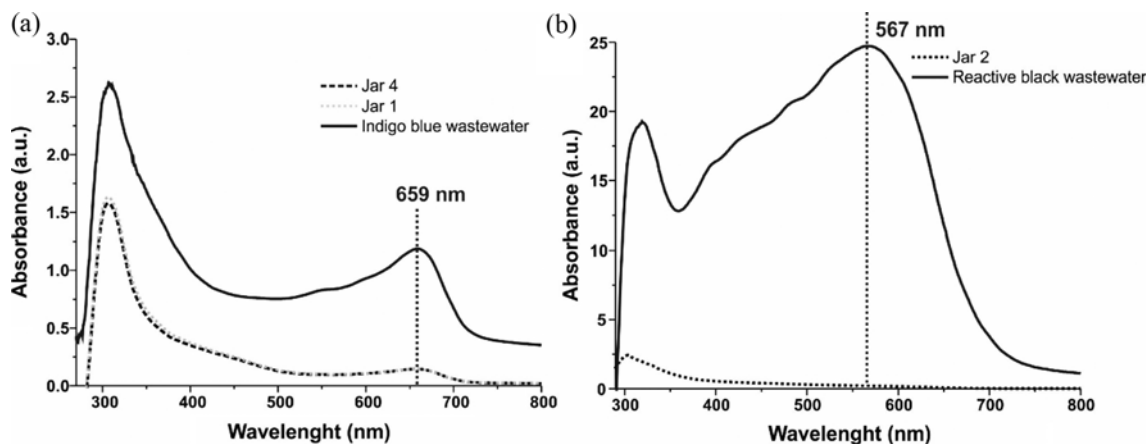 (a)
3.0
2.5
2.0
1.5
1.0
0.5
0.0
Absorbance (a.u.)
Jar 4
Jar 1
Indigo blue wastewater
659 nm
300 400 500 600 700 800
Wavelenght (nm)
(b)
25
20
15
10
5
0
Absorbance (a.u.)
567 nm
Jar 2
Reactive black wastewater
300 400 500 600 700 800
Wavelenght (nm)